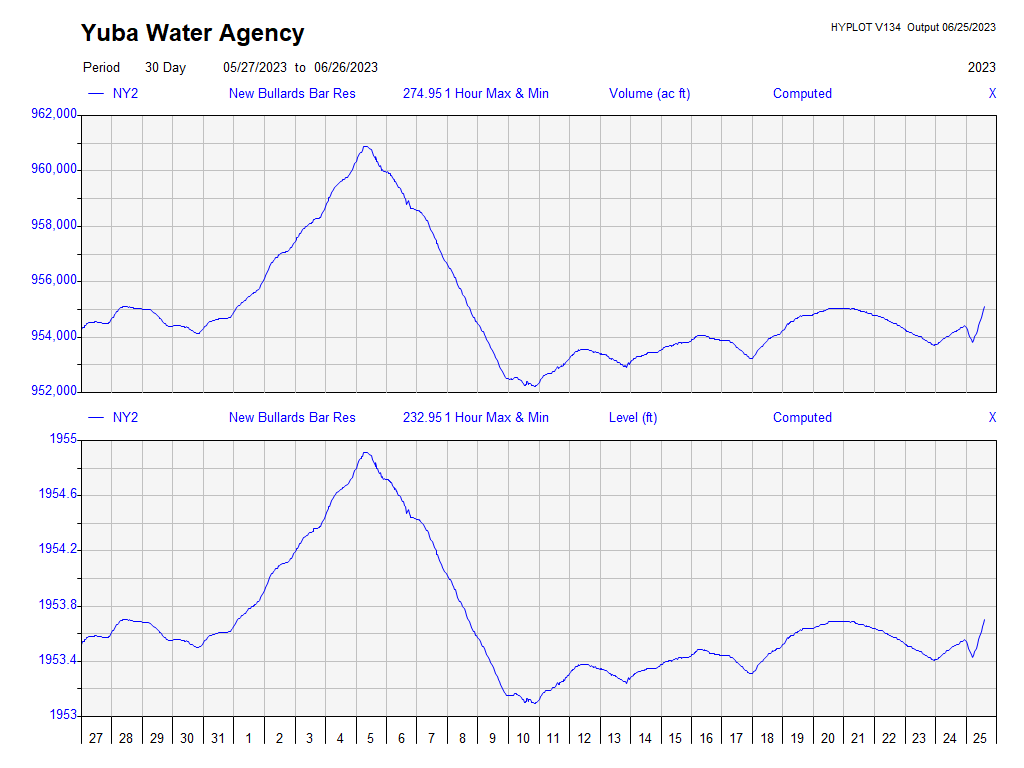 Yuba Water Agency
HYPLOT V134 Output 06/25/2023
Period 30 Day 05/27/2023 to 06/26/2023 2023
NY2 New Bullards Bar Res 274.95 1 Hour Max & Min Volume (ac ft) Computed X
962,000
960,000
958,000
956,000
954,000
952,000
NY2 New Bullards Bar Res 232.95 1 Hour Max & Min Level (ft) Computed X
1955
1954.6
1954.2
1953.8
1953.4
1953
27 28 29 30 31 1 2 3 4 5 6 7 8 9 10 11 12 13 14 15 16 17 18 19 20 21 22 23 24 25